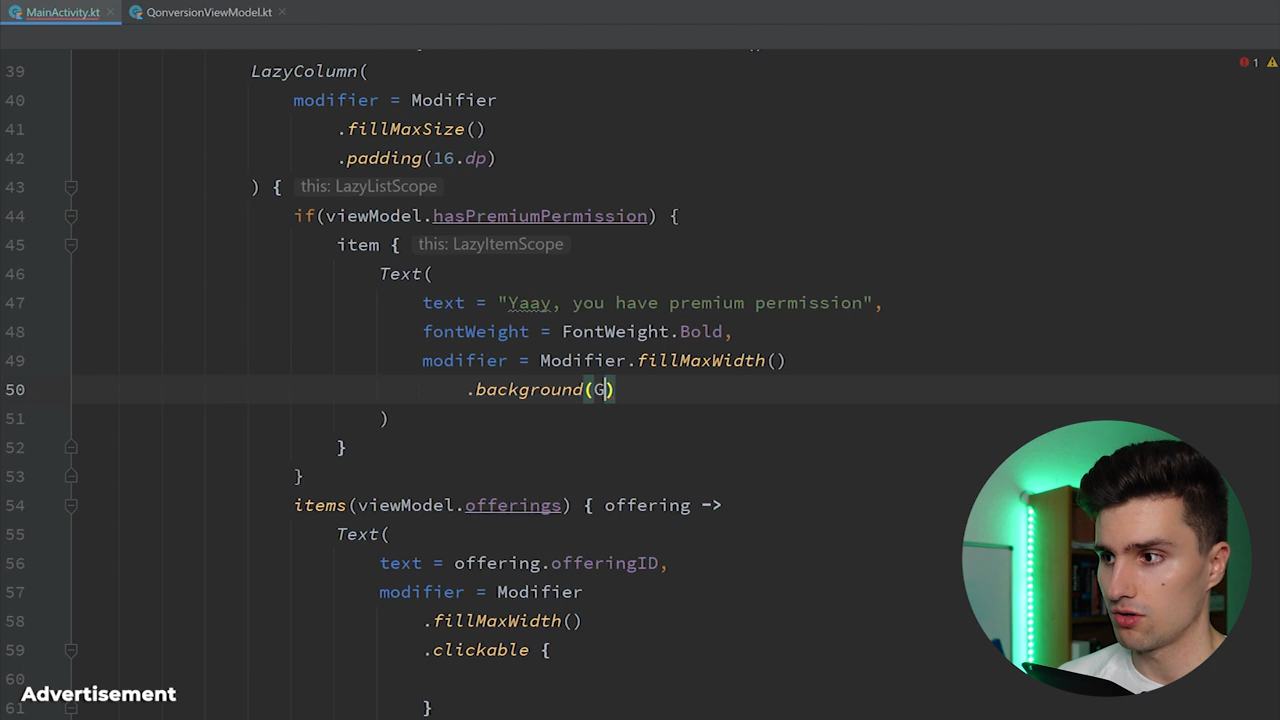 MainActivity.kt
QonversionViewModel.kt
39 LazyColumn(
1
40 modifier = Modifier
41 .fillMaxSize()
42 .padding(16.dp)
43 ) { this: LazyListScope
44 if(viewModel.hasPremiumPermission) {
45 item { this: LazyItemScope
46 Text(
47 text = "Yaay, you have premium permission",
48 fontWeight = FontWeight.Bold,
49 modifier = Modifier.fillMaxWidth()
50 .background(G)
51 )
52 }
53 }
54 items(viewModel.offerings) { offering ->
55 Text(
56 text = offering.offeringID,
57 modifier = Modifier
58 .fillMaxWidth()
59 .clickable {
60
Advertisement
61 }